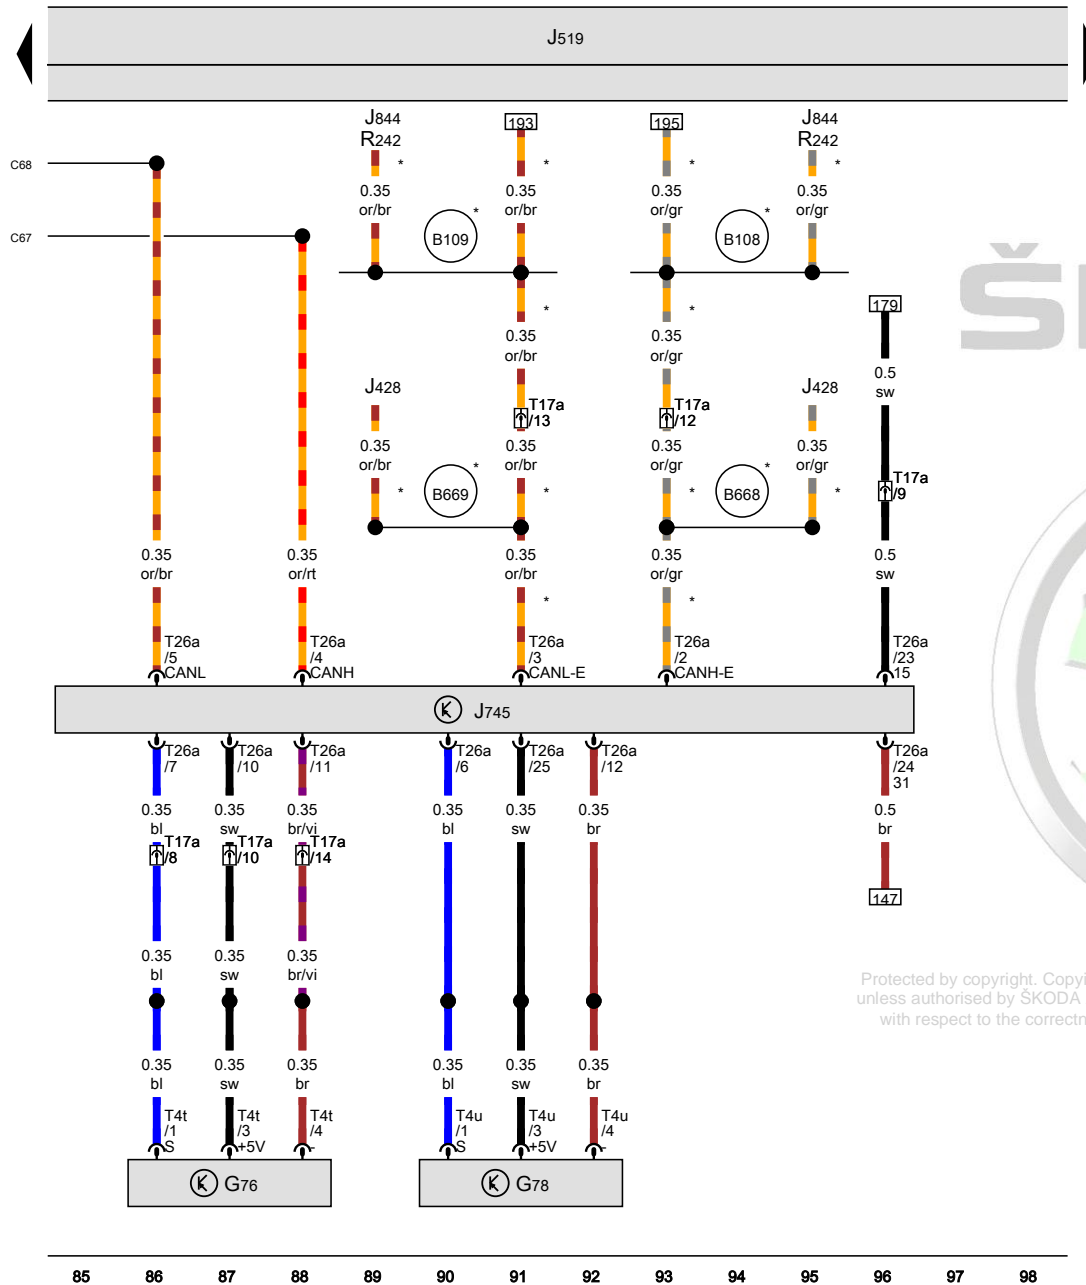 J519
J844
R242
193
195
J844
R242
C68
*
*
*
*
0.35
or/br
0.35
or/br
0.35
or/gr
0.35
or/gr
B109
*
B108
*
C67
179
*
*
0.35
or/br
0.35
or/gr
0.5
sw
J428
T17a
/13
T17a
/12
J428
0.35
or/br
0.35
or/br
0.35
or/gr
0.35
or/gr
B669
*
B668
*
*
*
*
*
T17a
/9
0.35
or/br
0.35
or/rt
0.35
or/br
0.35
or/gr
0.5
sw
*
*
T26a
/5
CANL
T26a
/4
CANH
T26a
/3
CANL-E
T26a
/2
CANH-E
T26a
/23
15
J745
T26a
/7
T26a
/10
T26a
/11
T26a
/6
T26a
/25
T26a
/12
T26a
/24
31
0.35
bl
0.35
sw
0.35
br/vi
0.35
bl
0.35
sw
0.35
br
0.5
br
T17a
/8
T17a
/10
T17a
/14
147
0.35
bl
0.35
sw
0.35
br/vi
Protected by copyright. Copyi
unless authorised by ŠKODA
with respect to the correctn
0.35
bl
0.35
sw
0.35
br
0.35
bl
0.35
sw
0.35
br
T4t
/1
S
T4t
/3
+5V
T4t
/4
-
T4u
/1
S
T4u
/3
+5V
T4u
/4
-
G76
G78
85 86 87 88 89 90 91 92 93 94 95 96 97 98